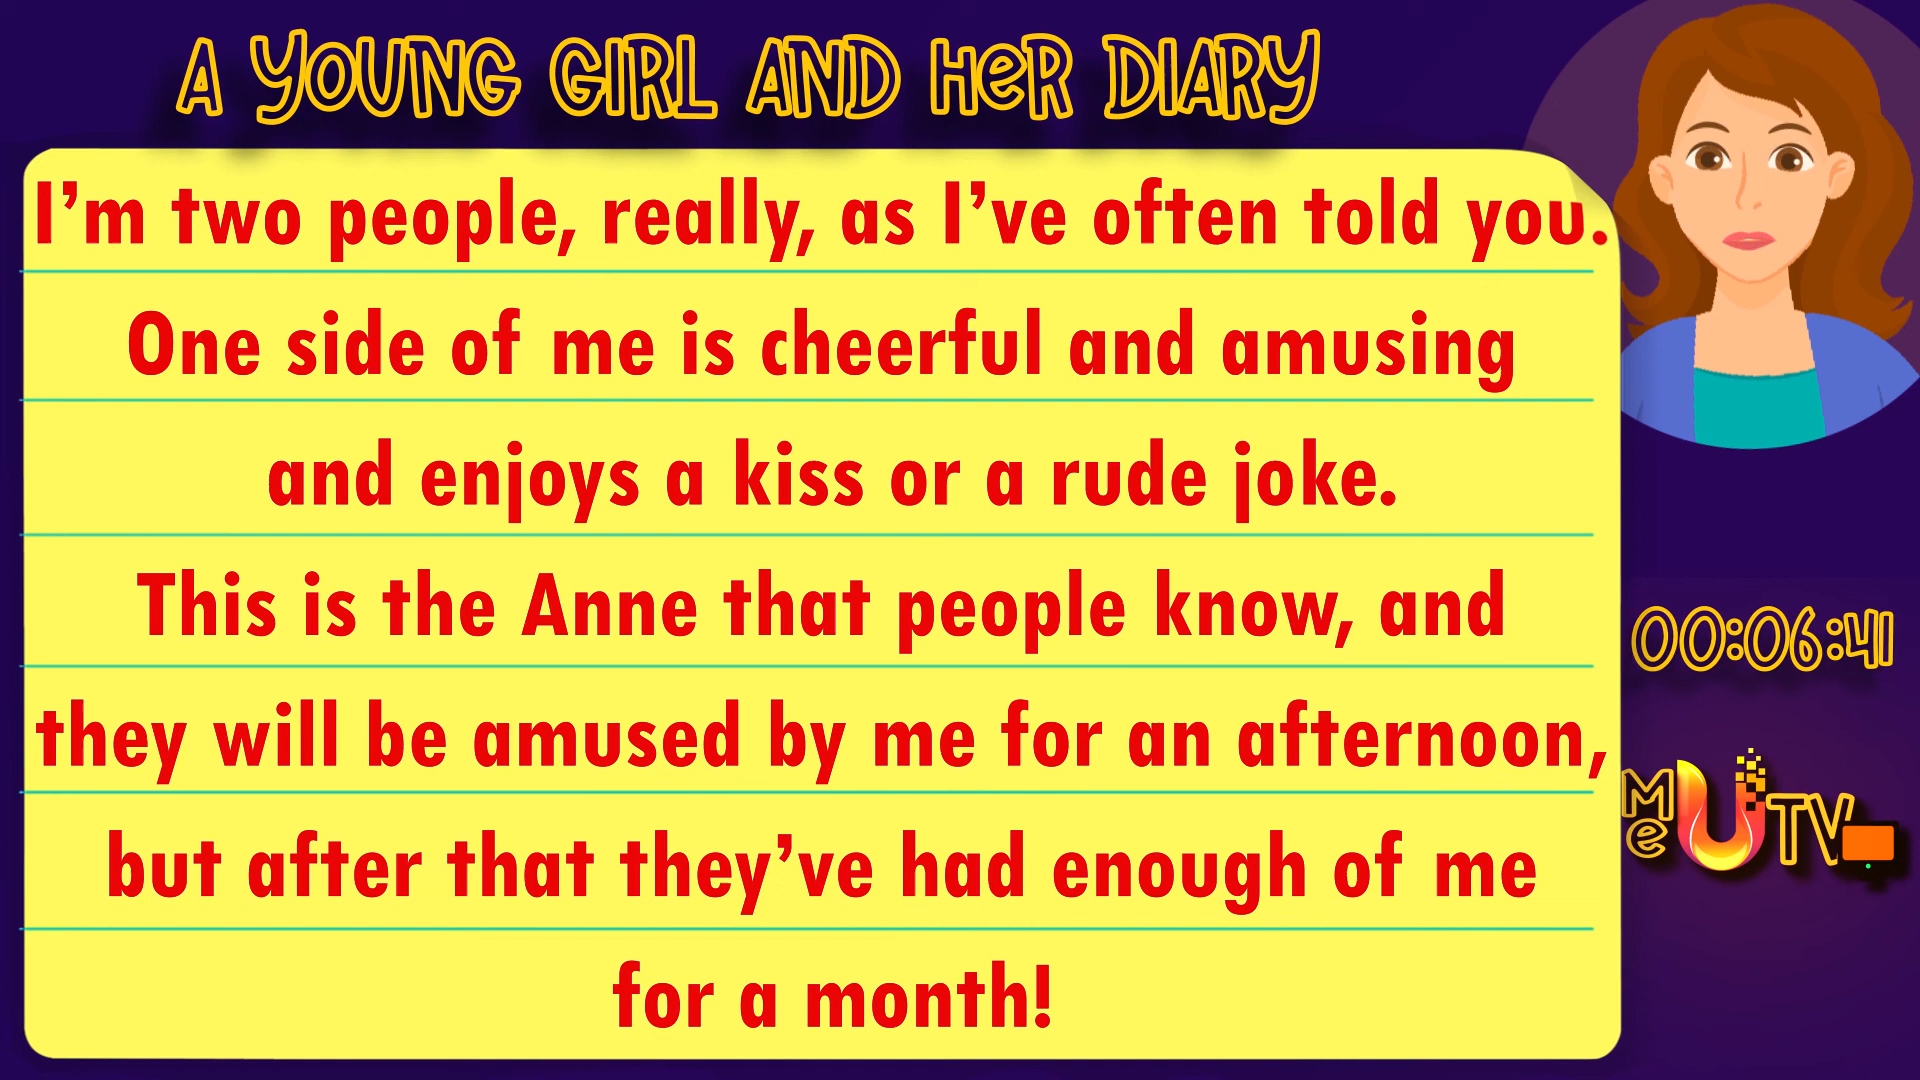 A YOUNG GIRL AND HeR DIARY
I’m two people, really, as I’ve often told you.
One side of me is cheerful and amusing
and enjoys a kiss or a rude joke.
This is the Anne that people know, and
they will be amused by me for an afternoon,
but after that they’ve had enough of me
for a month!
00:06:41
Me U TV